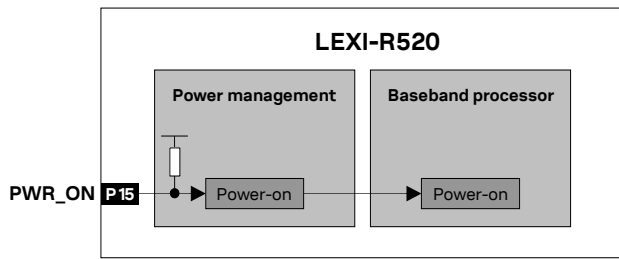 LEXI-R520
Power management
Baseband processor
PWR_ON P15
Power-on
Power-on